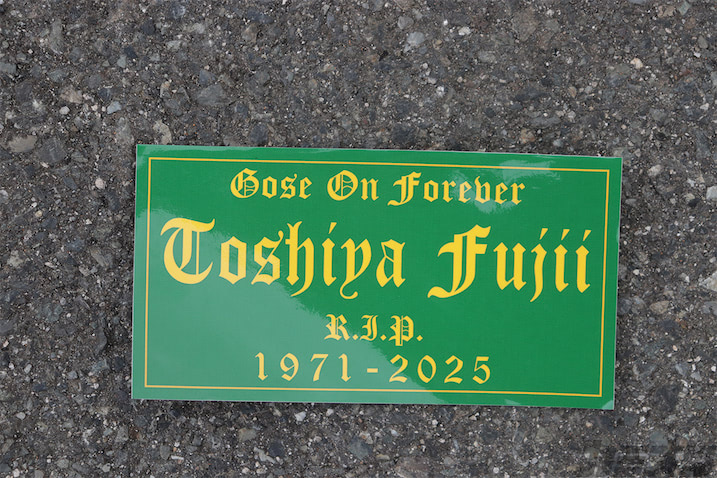 Gose On Forever
Toshiya Fujii
R.I.P.
1971-2025